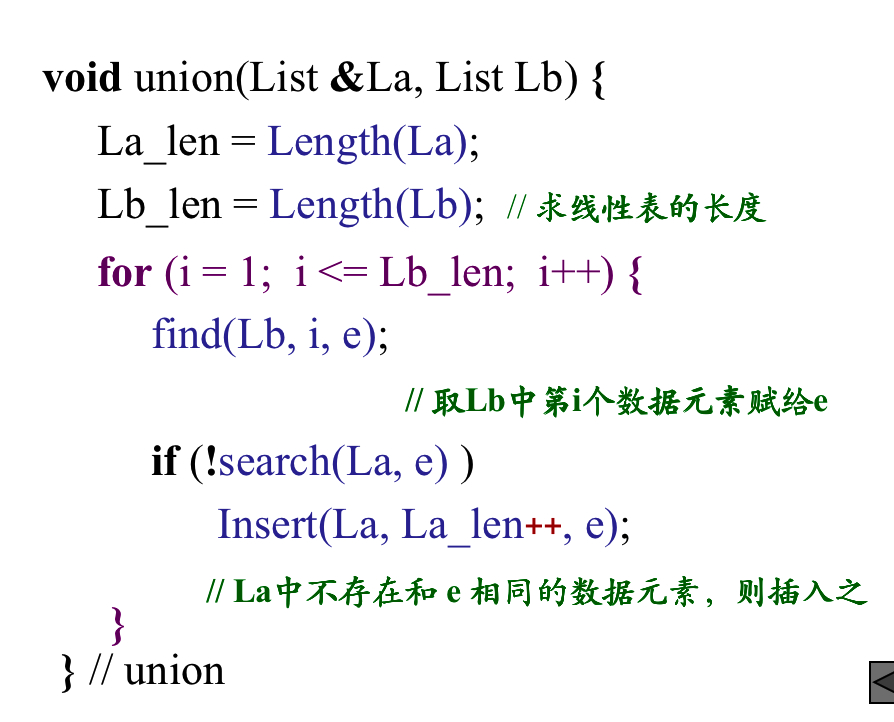 void union(List &La, List Lb) {
La_len = Length(La);
Lb_len = Length(Lb); // 求线性表的长度
for (i = 1; i <= Lb_len; i++) {
find(Lb, i, e);
// 取Lb中第i个数据元素赋给e
if (!search(La, e) )
Insert(La, La_len++, e);
// La中不存在和 e 相同的数据元素，则插入之
}
} // union